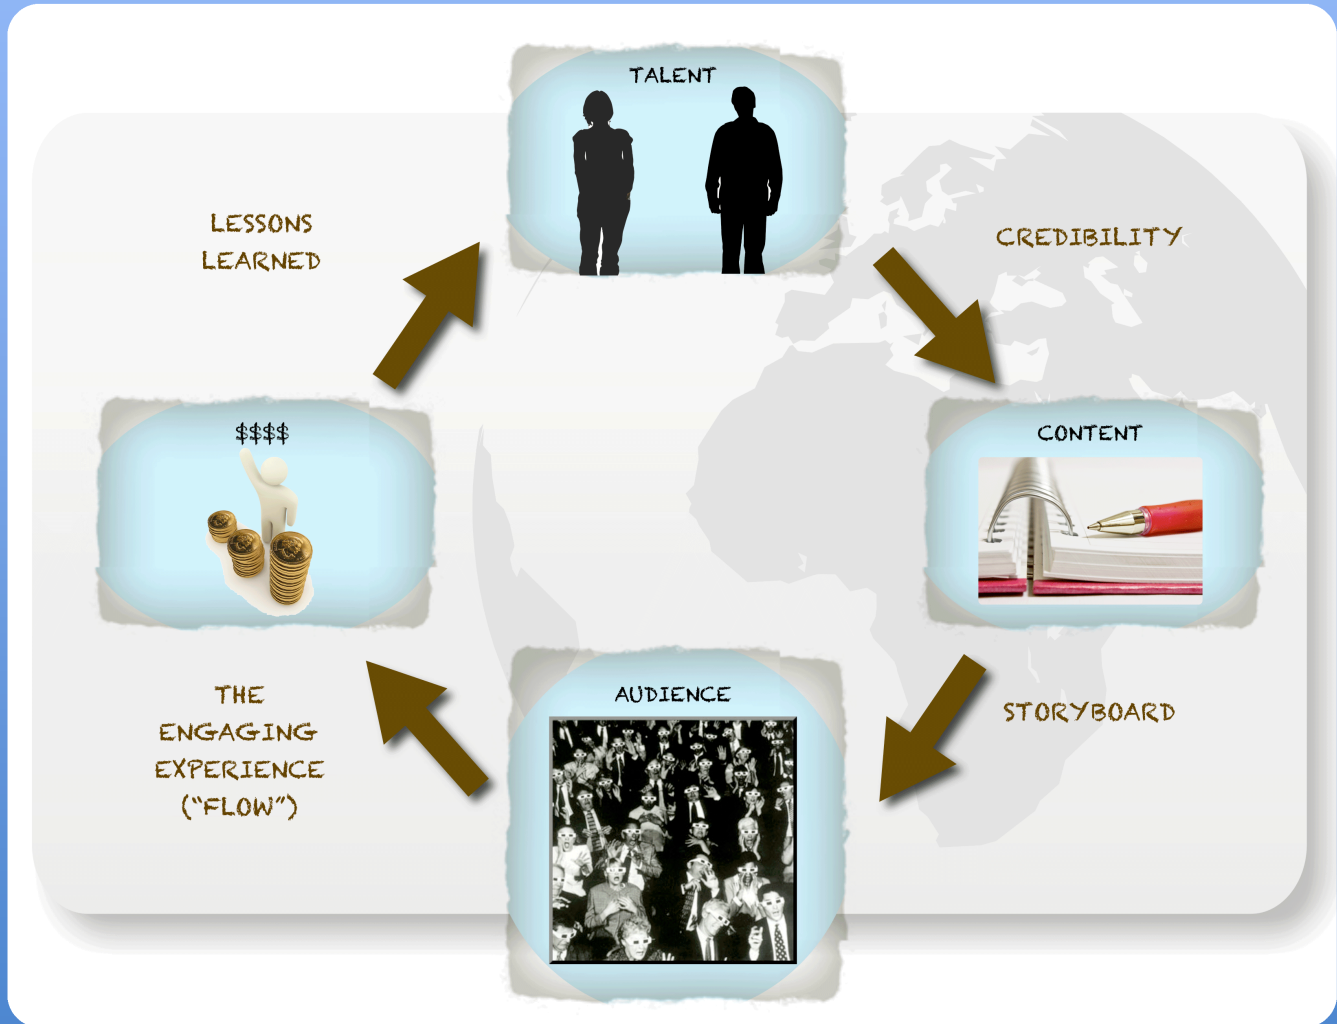 TALENT
LESSONS
LEARNED
CREDIBILITY
$$$$
CONTENT
THE
ENGAGING
EXPERIENCE
("FLOW")
AUDIENCE
STORYBOARD